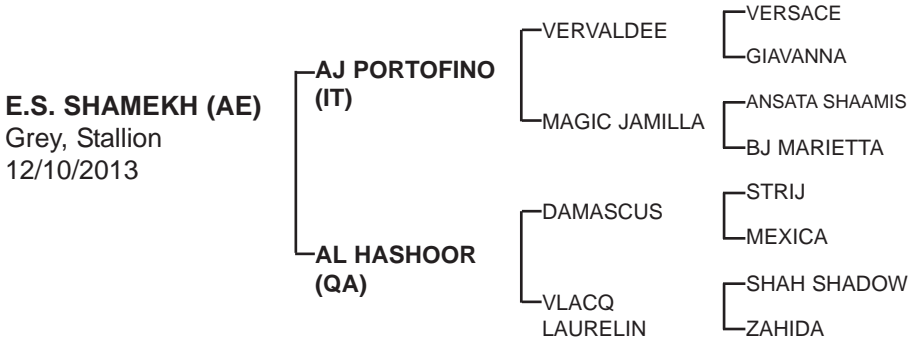 E.S. SHAMEKH (AE)
Grey, Stallion
12/10/2013
AJ PORTOFINO
(IT)
AL HASHOOR
(QA)
VERVALDEE
MAGIC JAMILLA
DAMASCUS
VLACQ
LAURELIN
VERSACE
GIAVANNA
ANSATA SHAAMIS
BJ MARIETTA
STRIJ
MEXICA
SHAH SHADOW
ZAHIDA